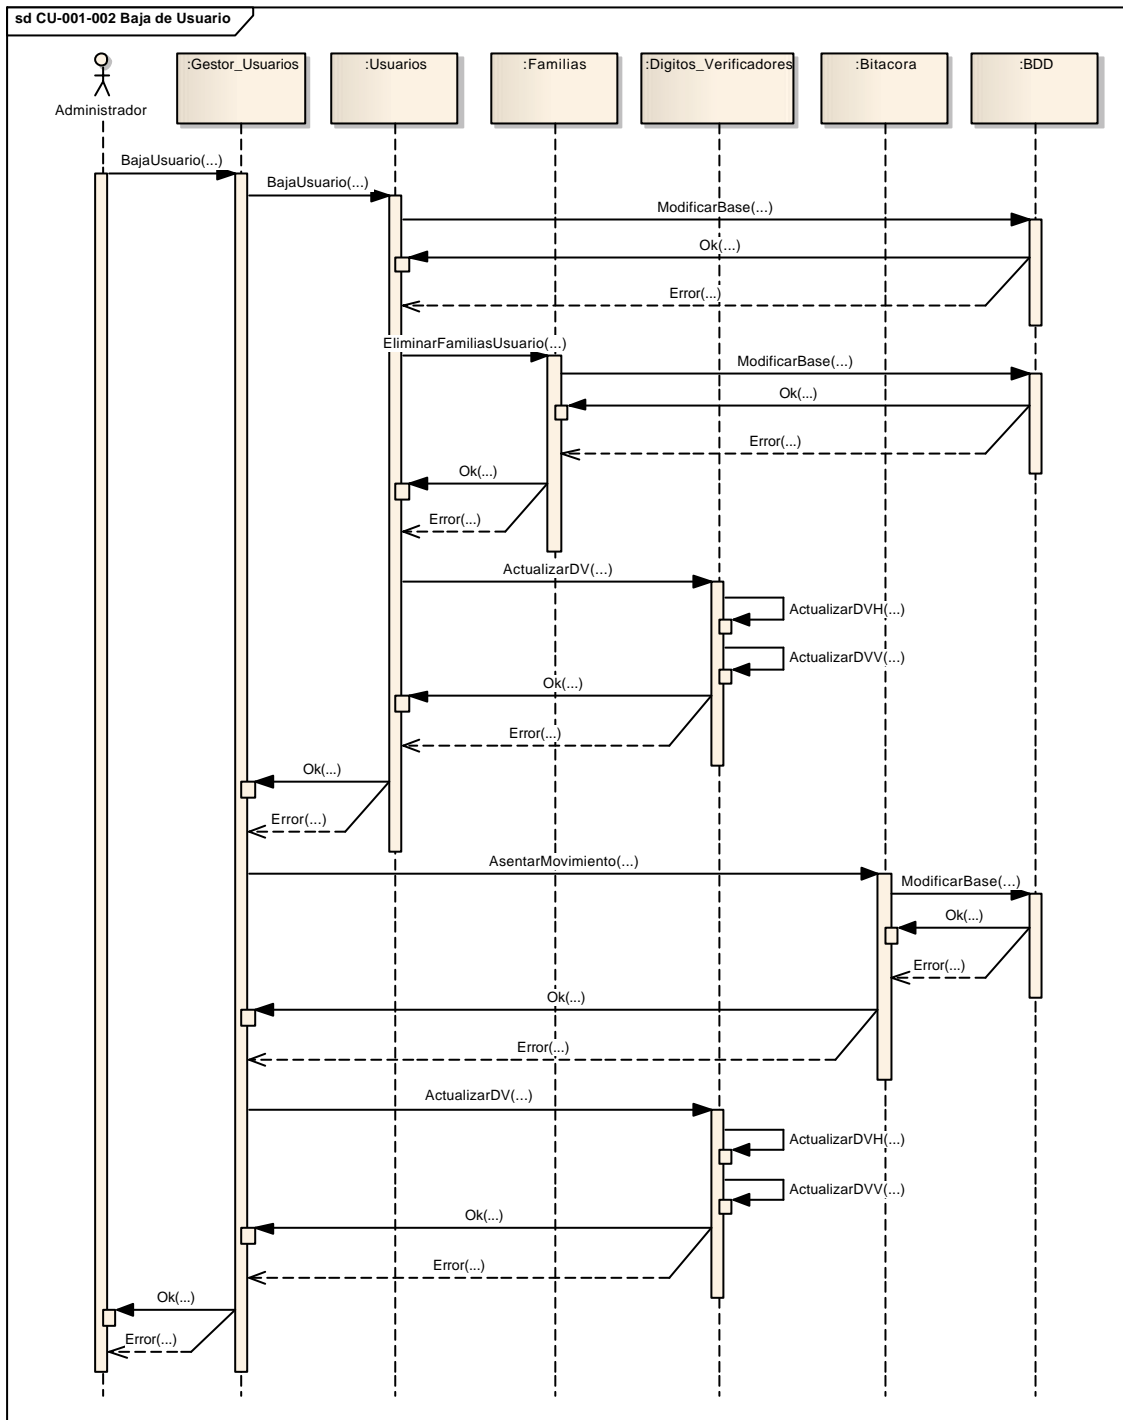 sd CU-001-002 Baja de Usuario
Administrador
:Gestor_Usuarios
:Usuarios
:Familias
:Digitos_Verificadores
:Bitacora
:BDD
BajaUsuario(...)
BajaUsuario(...)
ModificarBase(...)
Ok(...)
Error(...)
EliminarFamiliasUsuario(...)
ModificarBase(...)
Ok(...)
Error(...)
Ok(...)
Error(...)
ActualizarDV(...)
ActualizarDVH(...)
ActualizarDVV(...)
Ok(...)
Error(...)
Ok(...)
Error(...)
AsentarMovimiento(...)
ModificarBase(...)
Ok(...)
Error(...)
Ok(...)
Error(...)
ActualizarDV(...)
ActualizarDVH(...)
ActualizarDVV(...)
Ok(...)
Error(...)
Ok(...)
Error(...)